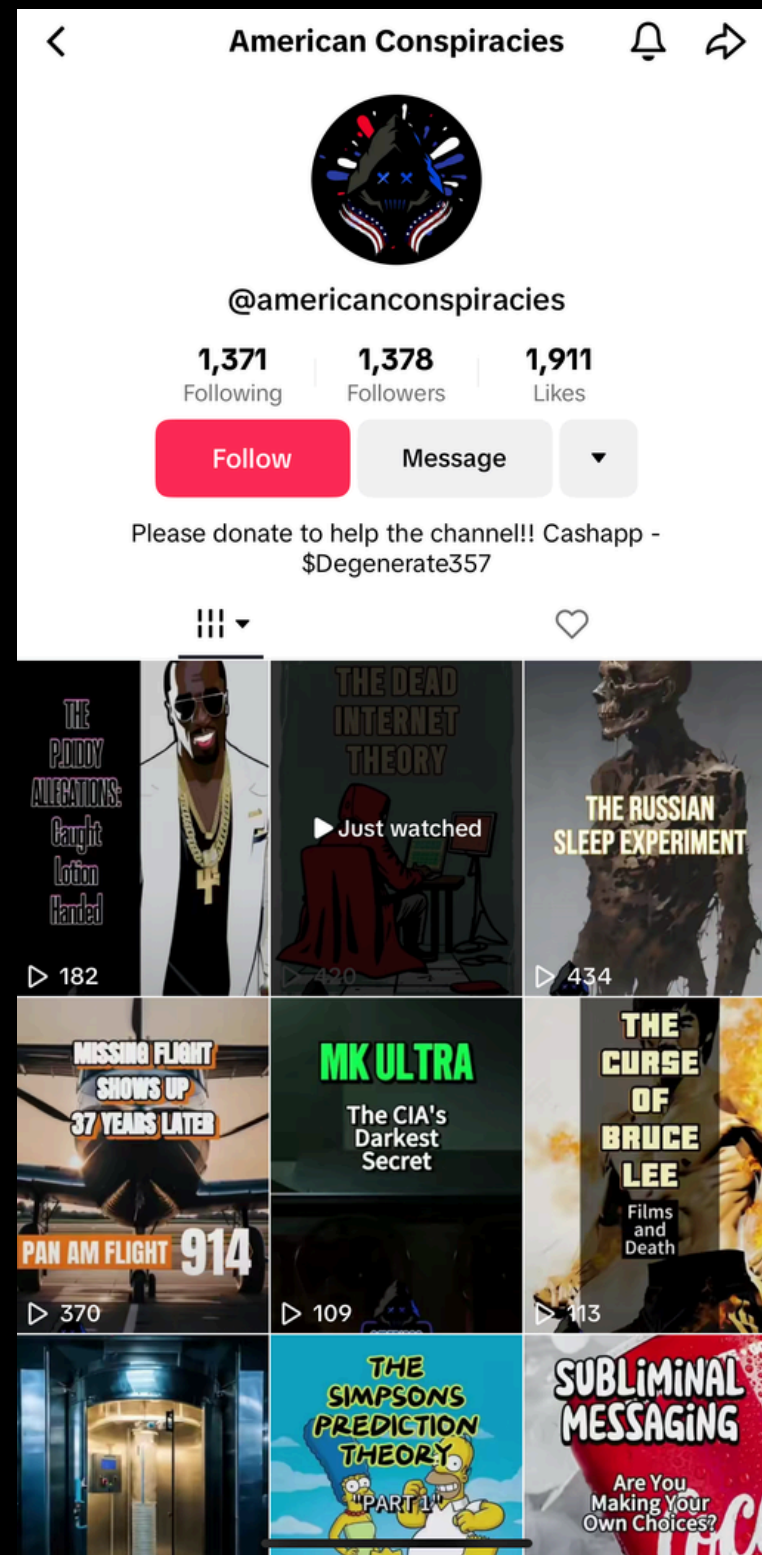 American Conspiracies
@americanconspiracies
1,371
Following
1,378
Followers
1,911
Likes
Follow
Message
Please donate to help the channel!! Cashapp -
$Degenerate357
THE
P.DIDDY
ALLEGATIONS:
Caught
Lotion
Handed
182
THE DEAD
INTERNET
THEORY
Just watched
420
THE RUSSIAN
SLEEP EXPERIMENT
434
MISSING FLIGHT
SHOWS UP
37 YEARS LATER
PAN AM FLIGHT 914
370
MK ULTRA
The CIA's
Darkest
Secret
109
THE
CURSE
OF
BRUCE
LEE
Films
and
Death
113
THE
SIMPSONS
PREDICTION
THEORY
"PART 1"
SUBLIMINAL
MESSAGING
Are You
Making Your
Own Choices?